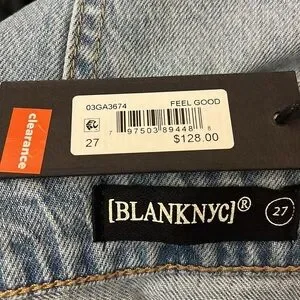 03GA3674 FEEL GOOD
7 97503 89448 8
27 $128.00
clearance
[BLANKNYC]®
27